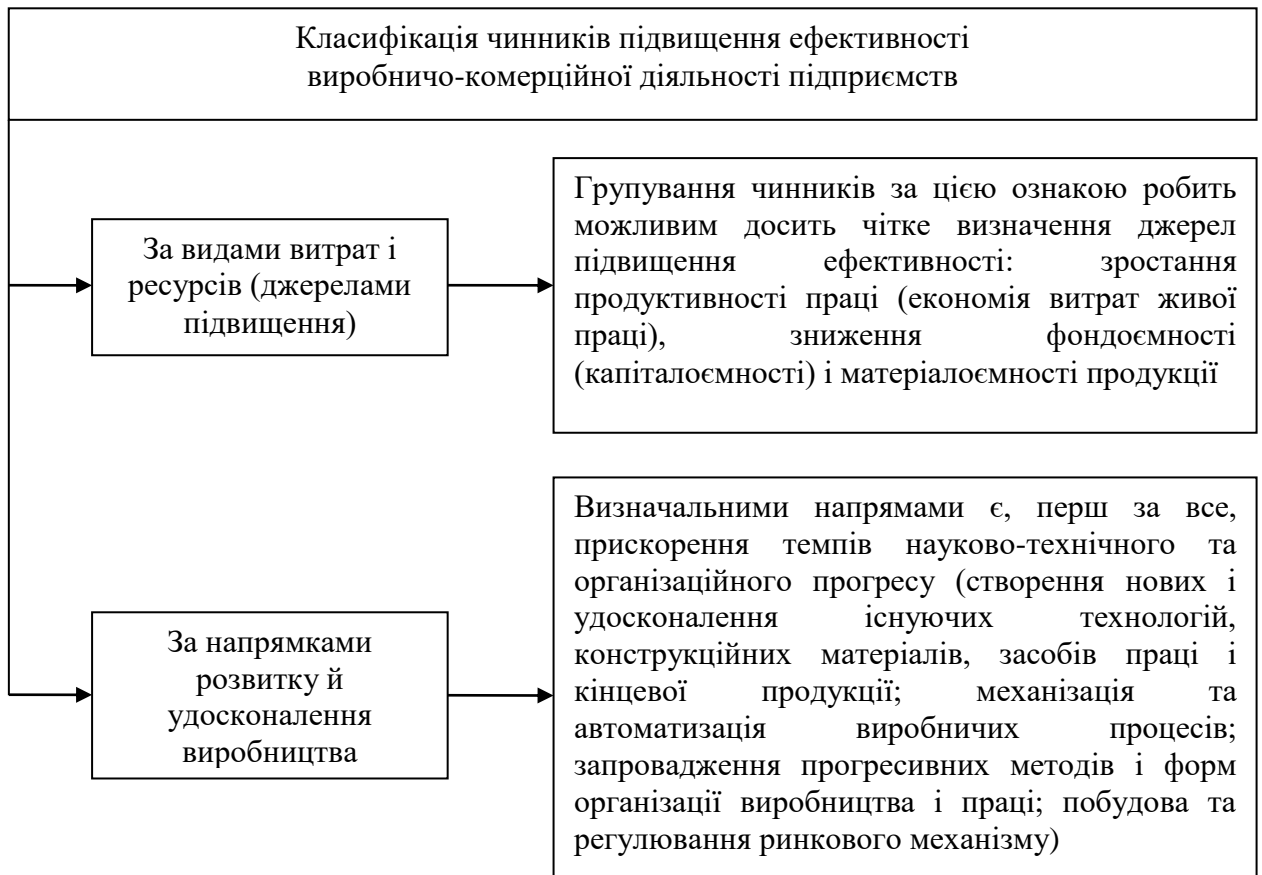 Класифікація чинників підвищення ефективності
виробничо-комерційної діяльності підприємств
За видами витрат і
ресурсів (джерелами
підвищення)
Групування чинників за цією ознакою робить
можливим досить чітке визначення джерел
підвищення ефективності: зростання
продуктивності праці (економія витрат живої
праці), зниження фондоємності
(капіталоємності) і матеріалоємності продукції
За напрямками
розвитку й
удосконалення
виробництва
Визначальними напрямами є, перш за все,
прискорення темпів науково-технічного та
організаційного прогресу (створення нових і
удосконалення існуючих технологій,
конструкційних матеріалів, засобів праці і
кінцевої продукції; механізація та
автоматизація виробничих процесів;
запровадження прогресивних методів і форм
організації виробництва і праці; побудова та
регулювання ринкового механізму)